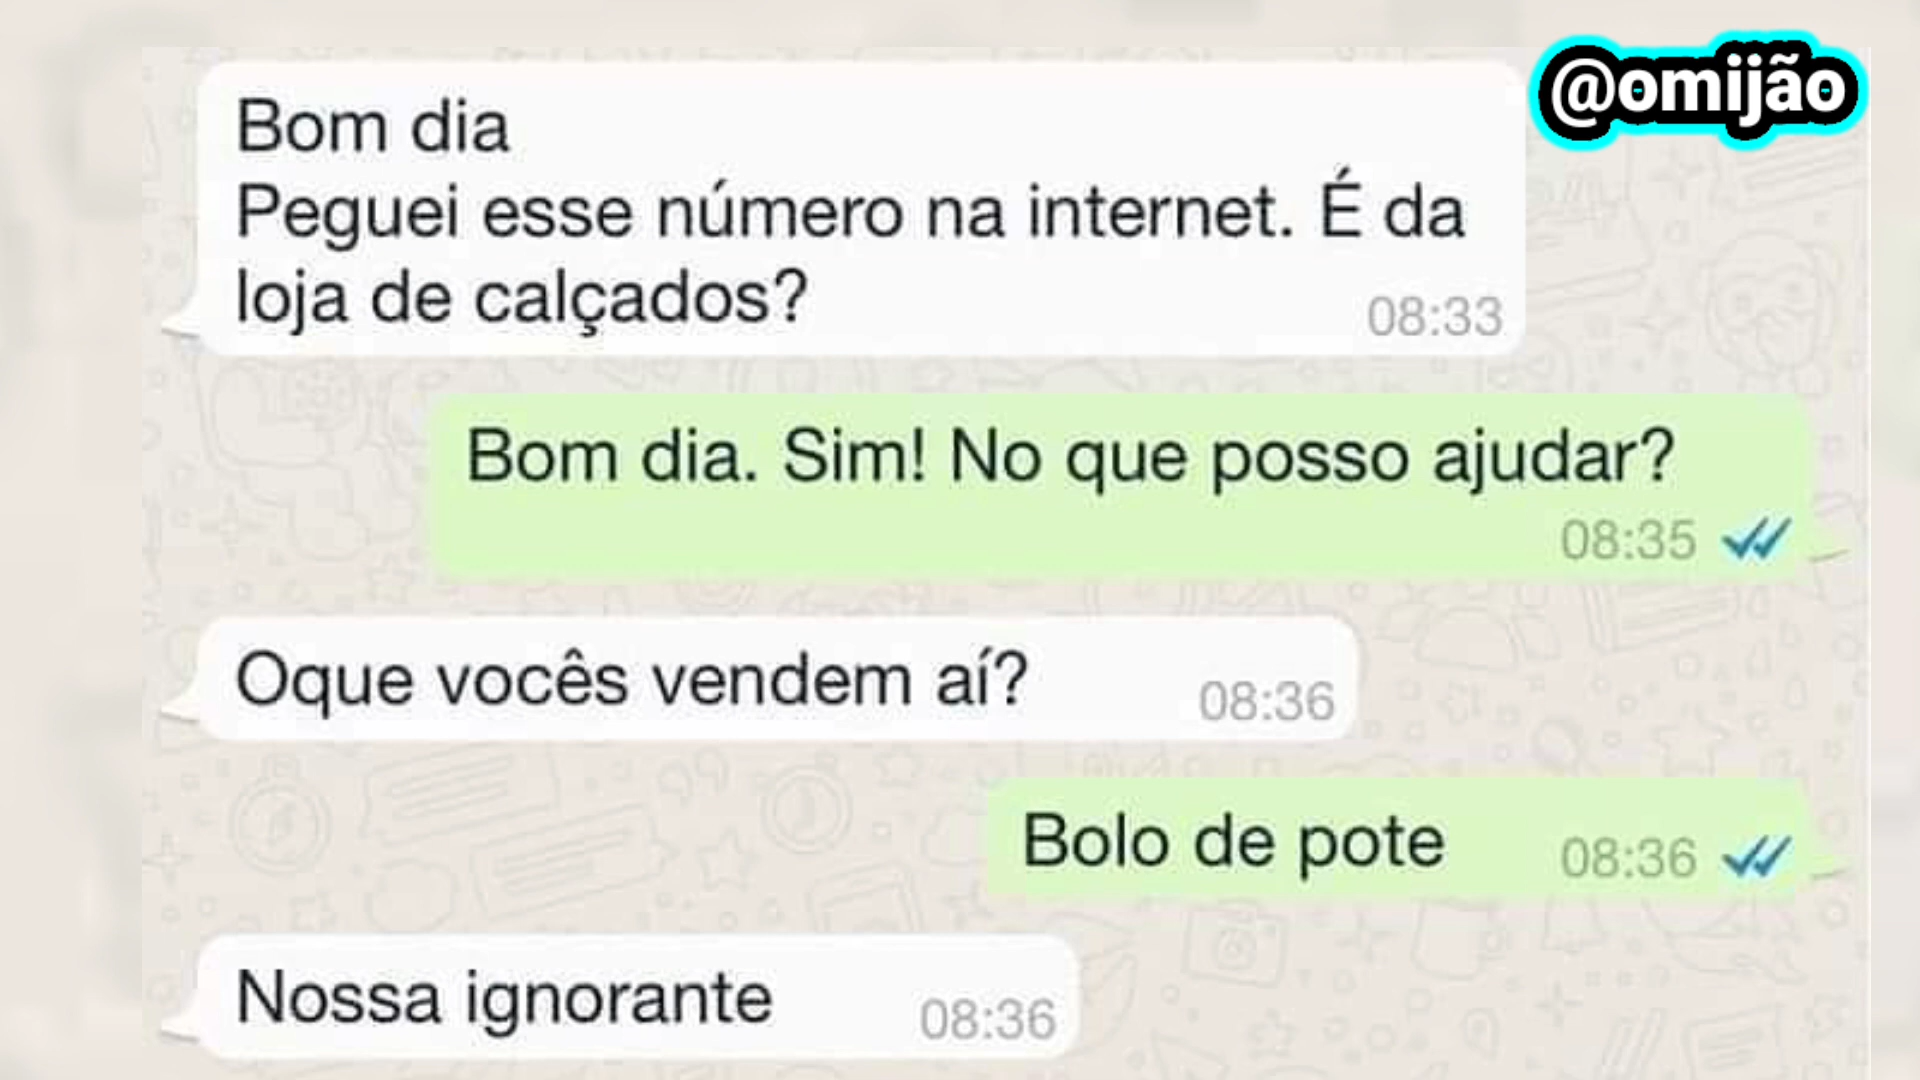 @omijão
Bom dia
Peguei esse número na internet. É da
loja de calçados?
08:33
Bom dia. Sim! No que posso ajudar?
08:35
Oque vocês vendem aí?
08:36
Bolo de pote
08:36
Nossa ignorante
08:36